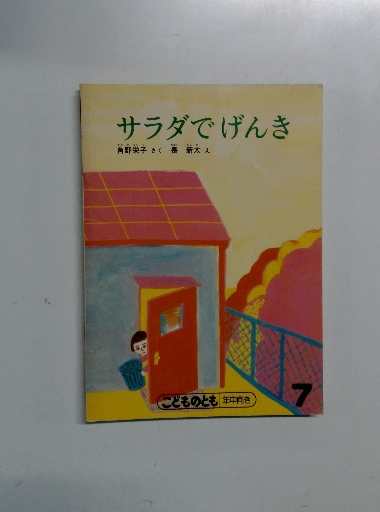 サラダで げんき
角野栄子 さく 長 新太 え
こどものとも 年中向き
7